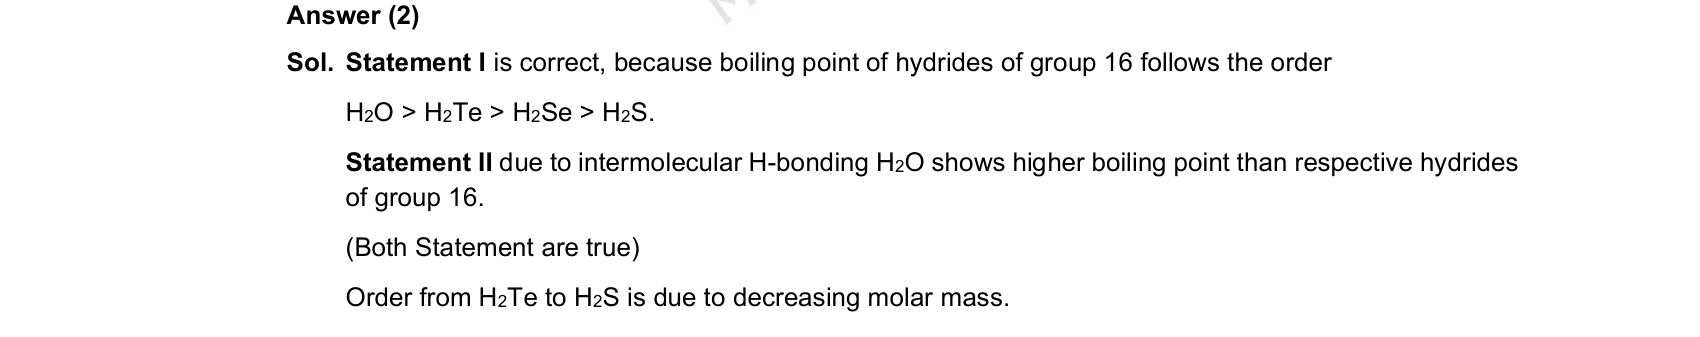 Answer (2)
Sol. Statement I is correct, because boiling point of hydrides of group 16 follows the order
H₂O > H₂Te > H₂Se > H₂S.
Statement II due to intermolecular H-bonding H₂O shows higher boiling point than respective hydrides
of group 16.
(Both Statement are true)
Order from H₂Te to H₂S is due to decreasing molar mass.